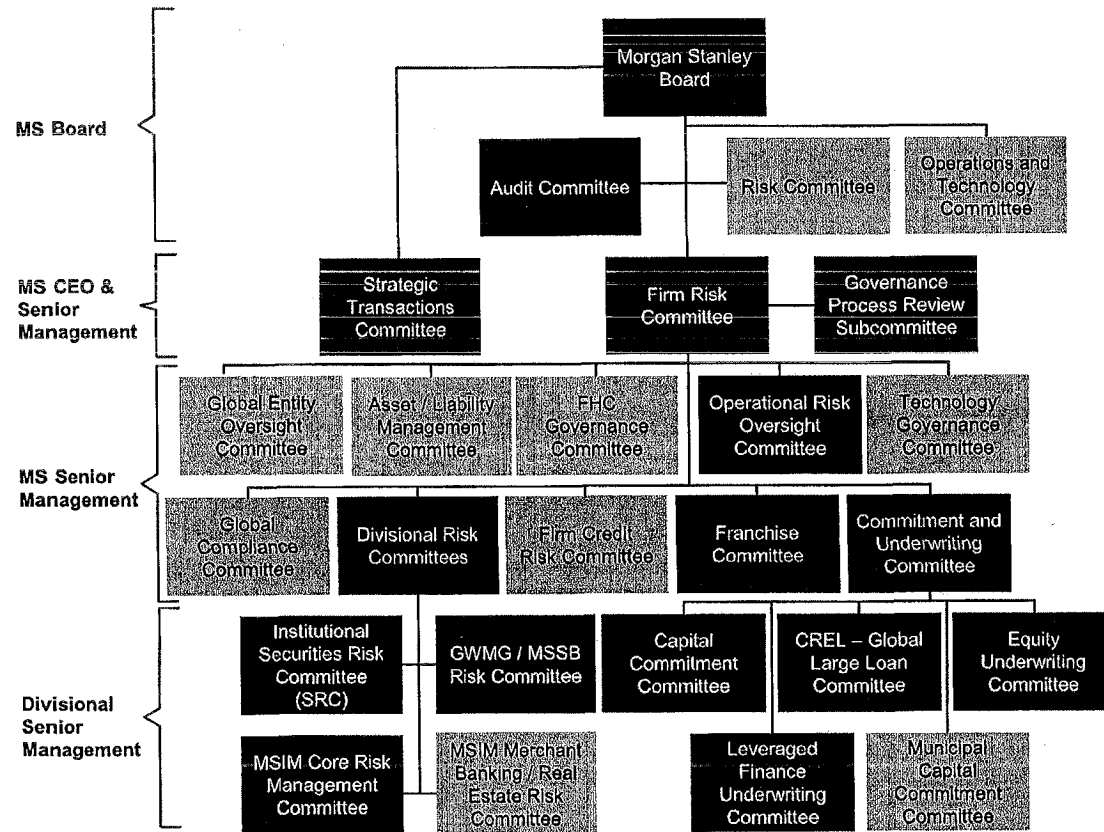 Morgan Stanley
Board
MS Board
Audit Committee
Risk Committee
Operations and
Technology
Committee
MS CEO &
Senior
Management
Strategic
Transactions
Committee
Firm Risk
Committee
Governance
Process Review
Subcommittee
Global Entity
Oversight
Committee
Asset / Liability
Management
Committee
FHC
Governance
Committee
Operational Risk
Oversight
Committee
Technology
Governance
Committee
MS Senior
Management
Global
Compliance
Committee
Divisional Risk
Committees
Firm Credit
Risk Committee
Franchise
Committee
Commitment and
Underwriting
Committee
Divisional
Senior
Management
Institutional
Securities Risk
Committee
(SRC)
GWMG / MSSB
Risk Committee
Capital
Commitment
Committee
CREL – Global
Large Loan
Committee
Equity
Underwriting
Committee
MSIM Core Risk
Management
Committee
MSIM Merchant
Banking / Real
Estate Risk
Committee
Leveraged
Finance
Underwriting
Committee
Municipal
Capital
Commitment
Committee